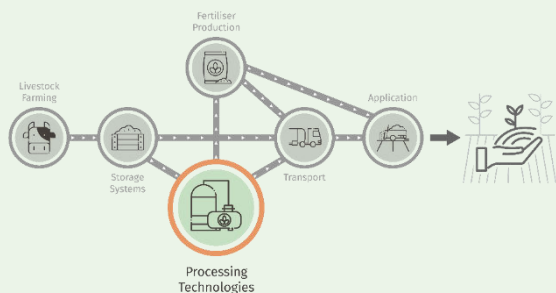 Fertiliser
Production
Livestock
Farming
Application
Storage
Systems
Transport
Processing
Technologies